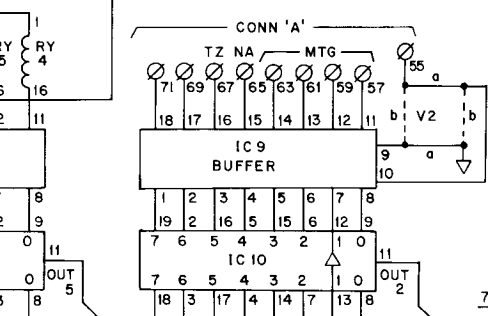 CONN 'A'
1
RY RY
5 4
TZ NA MTG
55
71 69 67 65 63 61 59 57
a
6 16
b V2 b
2 11
18 17 16 15 14 13 12 11
IC9
BUFFER
9 a
10
7 8
1 2 3 4 5 6 7 8
2 9
19 2 16 5 15 6 12 9
0
7 6 5 4 3 2 1 0
11
IC10
11
OUT
5
OUT
2
0
7 6 5 4 3 2 1 0
3 8
18 3 17 4 14 7 13 8
7